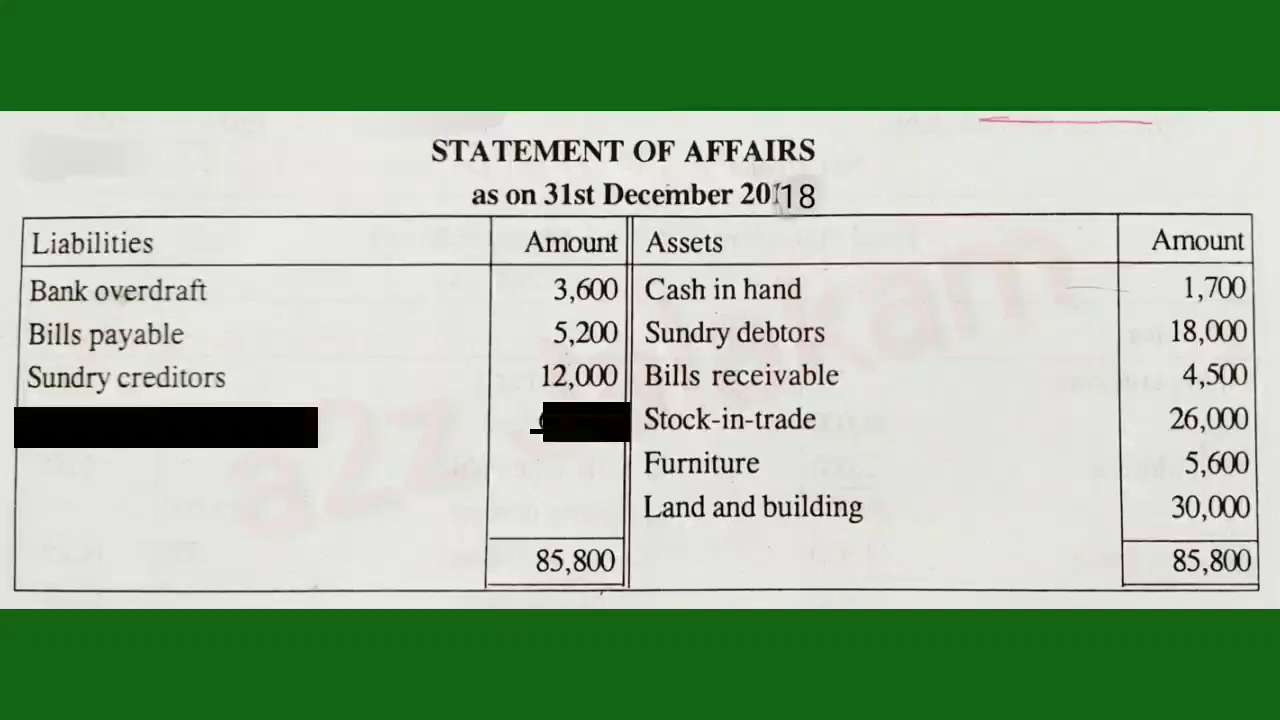 STATEMENT OF AFFAIRS
as on 31st December 2018
Liabilities Amount Assets Amount
Bank overdraft 3,600 Cash in hand 1,700
Bills payable 5,200 Sundry debtors 18,000
Sundry creditors 12,000 Bills receivable 4,500
Stock-in-trade 26,000
Furniture 5,600
Land and building 30,000
85,800 85,800